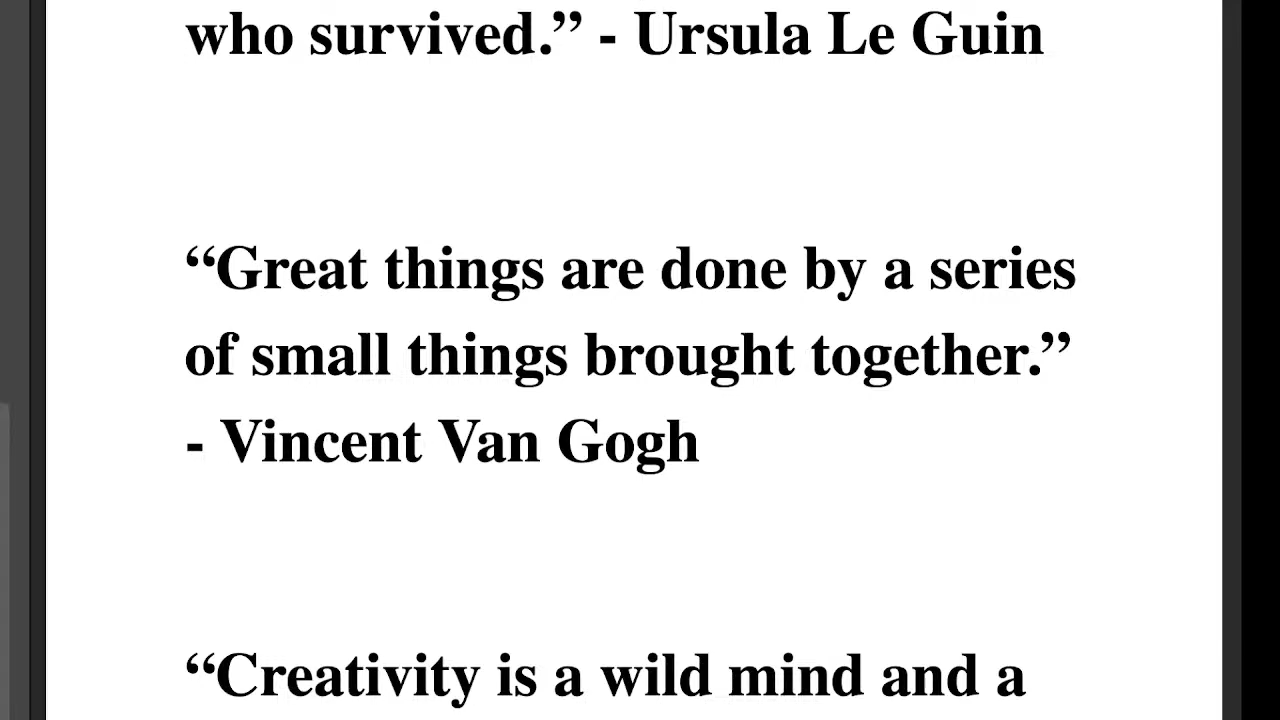 who survived.” - Ursula Le Guin
“Great things are done by a series
of small things brought together.”
- Vincent Van Gogh
“Creativity is a wild mind and a